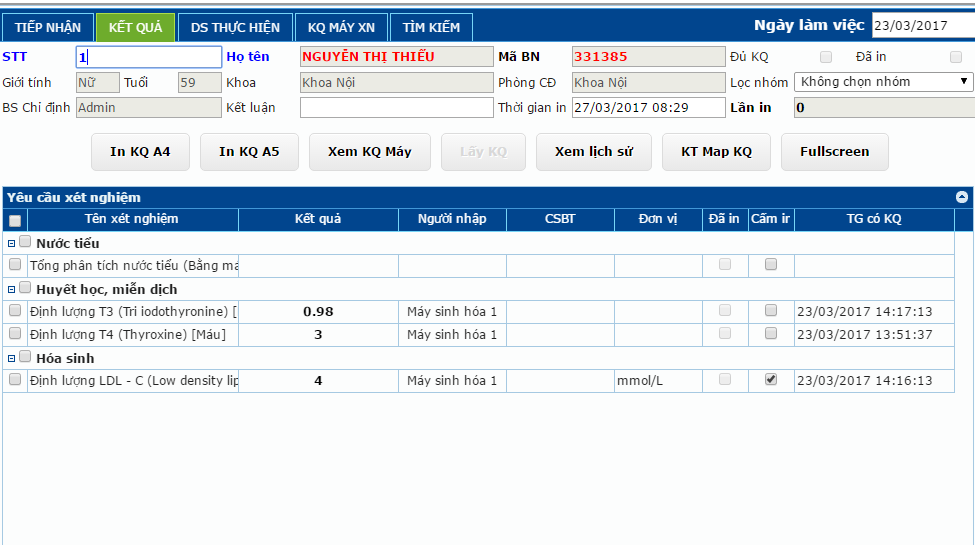 TIẾP NHẬN KẾT QUẢ DS THỰC HIỆN KQ MÁY XN TÌM KIẾM Ngày làm việc 23/03/2017
STT 1 Họ tên NGUYỄN THỊ THIỀU Mã BN 331385 Đủ KQ Đã in
Giới tính Nữ Tuổi 59 Khoa Khoa Nội Phòng CĐ Khoa Nội Lọc nhóm Không chọn nhóm
BS Chỉ định Admin Kết luận Thời gian in 27/03/2017 08:29 Lần in 0
In KQ A4 In KQ A5 Xem KQ Máy Lấy KQ Xem lịch sử KT Map KQ Fullscreen
Yêu cầu xét nghiệm
Tên xét nghiệm Kết quả Người nhập CSBT Đơn vị Đã in Cấm ir TG có KQ
Nước tiểu
Tổng phân tích nước tiểu (Bằng má
Huyết học, miễn dịch
Định lượng T3 (Tri iodothyronine) [ 0.98 Máy sinh hóa 1 23/03/2017 14:17:13
Định lượng T4 (Thyroxine) [Máu] 3 Máy sinh hóa 1 23/03/2017 13:51:37
Hóa sinh
Định lượng LDL - C (Low density lip 4 Máy sinh hóa 1 mmol/L 23/03/2017 14:16:13